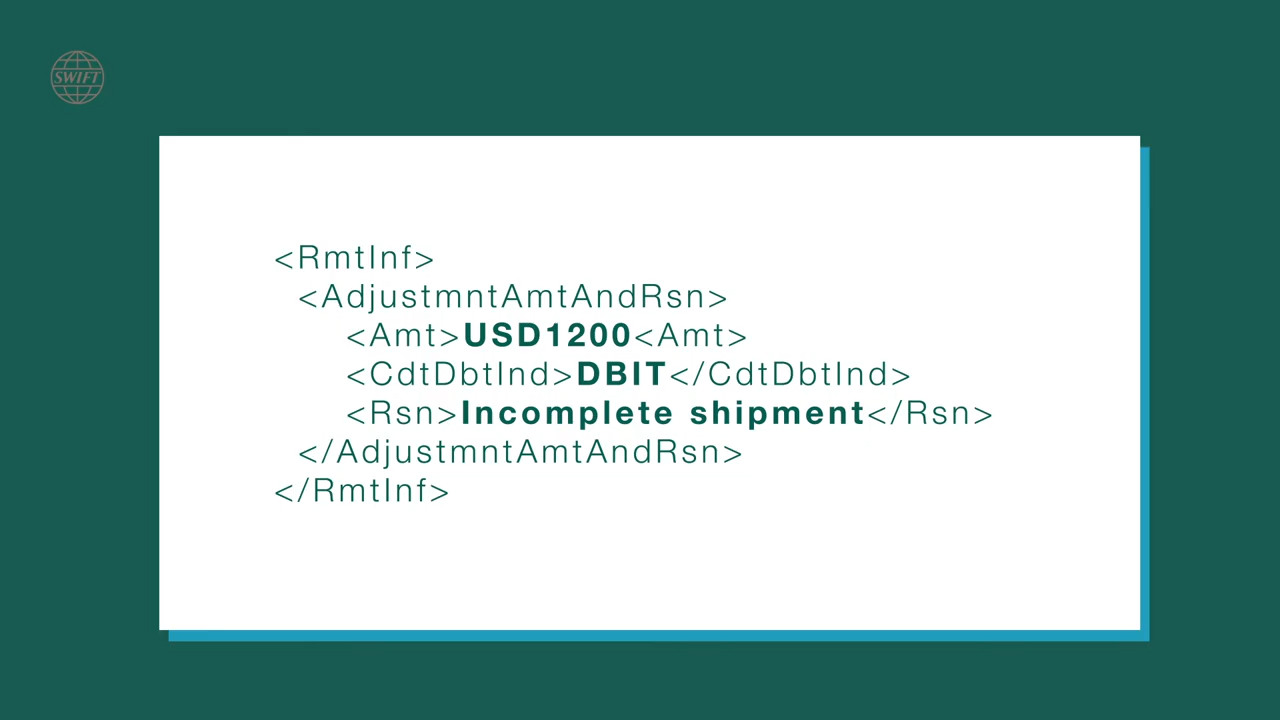 SWIFT
<RmtInf>
<AdjustmntAmtAndRsn>
<Amt>USD1200<Amt>
<CdtDbtInd>DBIT</CdtDbtInd>
<Rsn>Incomplete shipment</Rsn>
</AdjustmntAmtAndRsn>
</RmtInf>